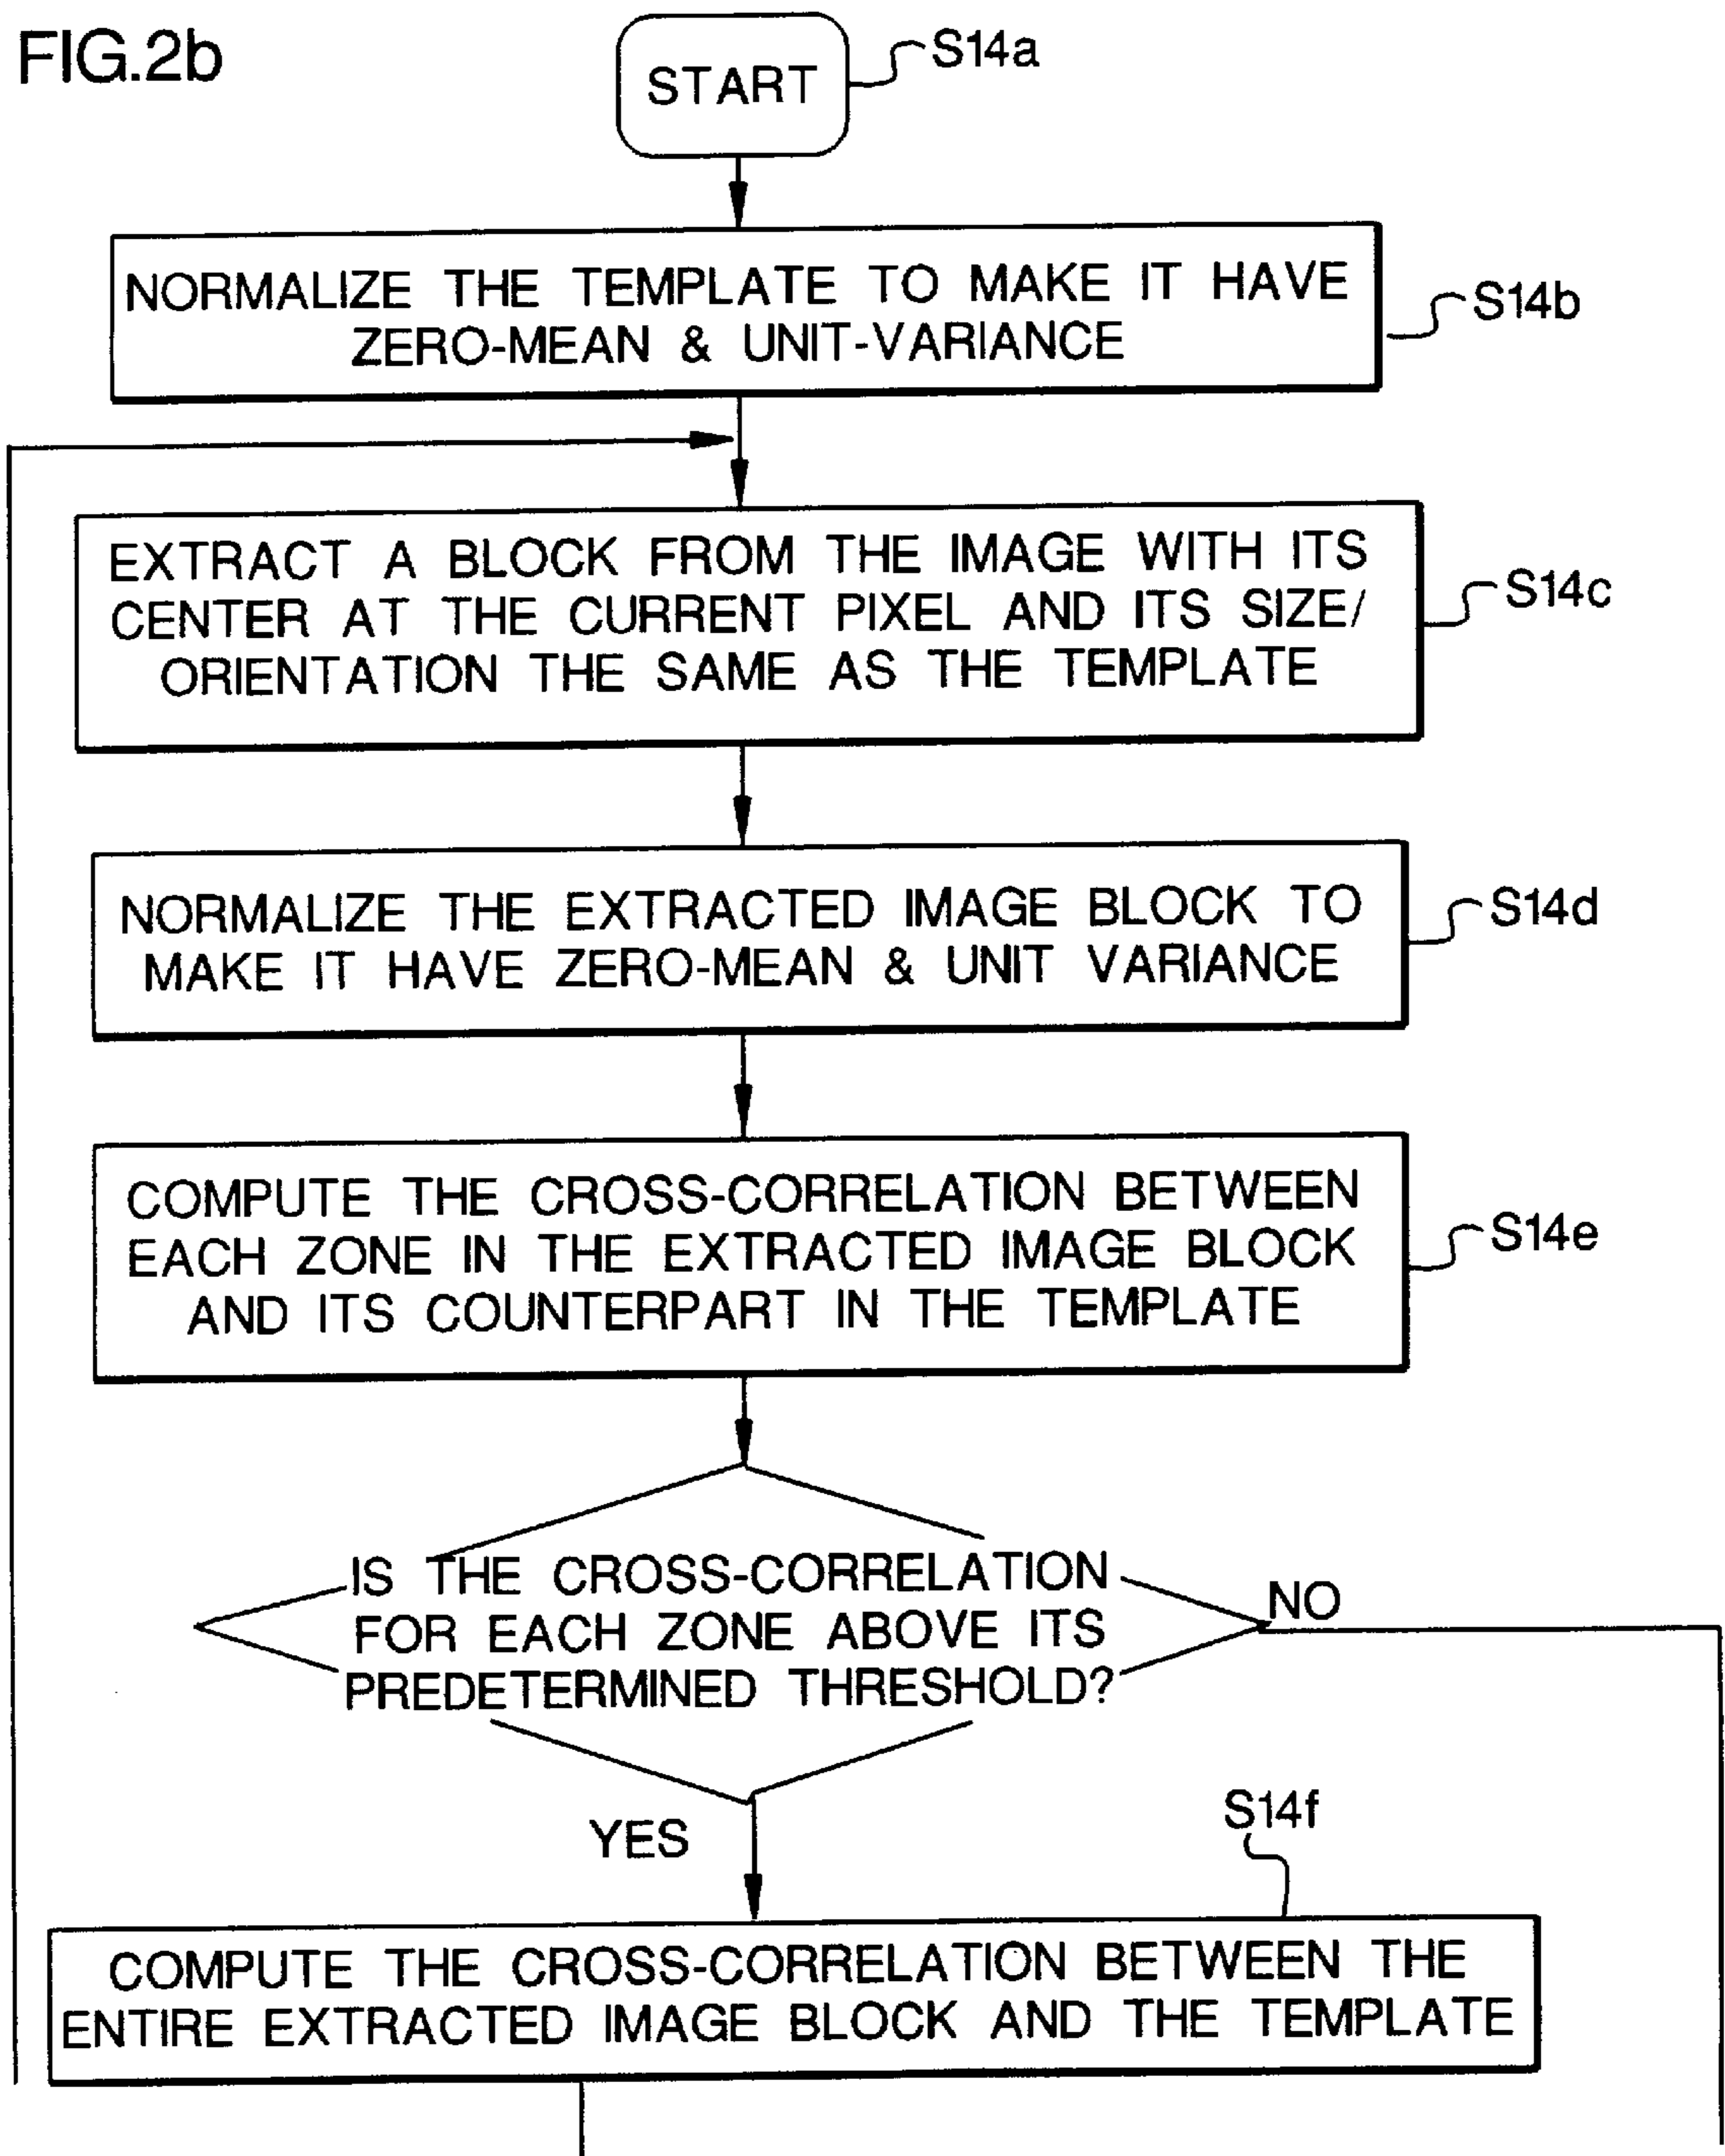 FIG.2b
START
S14a
NORMALIZE THE TEMPLATE TO MAKE IT HAVE
ZERO-MEAN & UNIT-VARIANCE
S14b
EXTRACT A BLOCK FROM THE IMAGE WITH ITS
CENTER AT THE CURRENT PIXEL AND ITS SIZE/
ORIENTATION THE SAME AS THE TEMPLATE
S14c
NORMALIZE THE EXTRACTED IMAGE BLOCK TO
MAKE IT HAVE ZERO-MEAN & UNIT VARIANCE
S14d
COMPUTE THE CROSS-CORRELATION BETWEEN
EACH ZONE IN THE EXTRACTED IMAGE BLOCK
AND ITS COUNTERPART IN THE TEMPLATE
S14e
IS THE CROSS-CORRELATION
FOR EACH ZONE ABOVE ITS
PREDETERMINED THRESHOLD?
NO
YES
S14f
COMPUTE THE CROSS-CORRELATION BETWEEN THE
ENTIRE EXTRACTED IMAGE BLOCK AND THE TEMPLATE